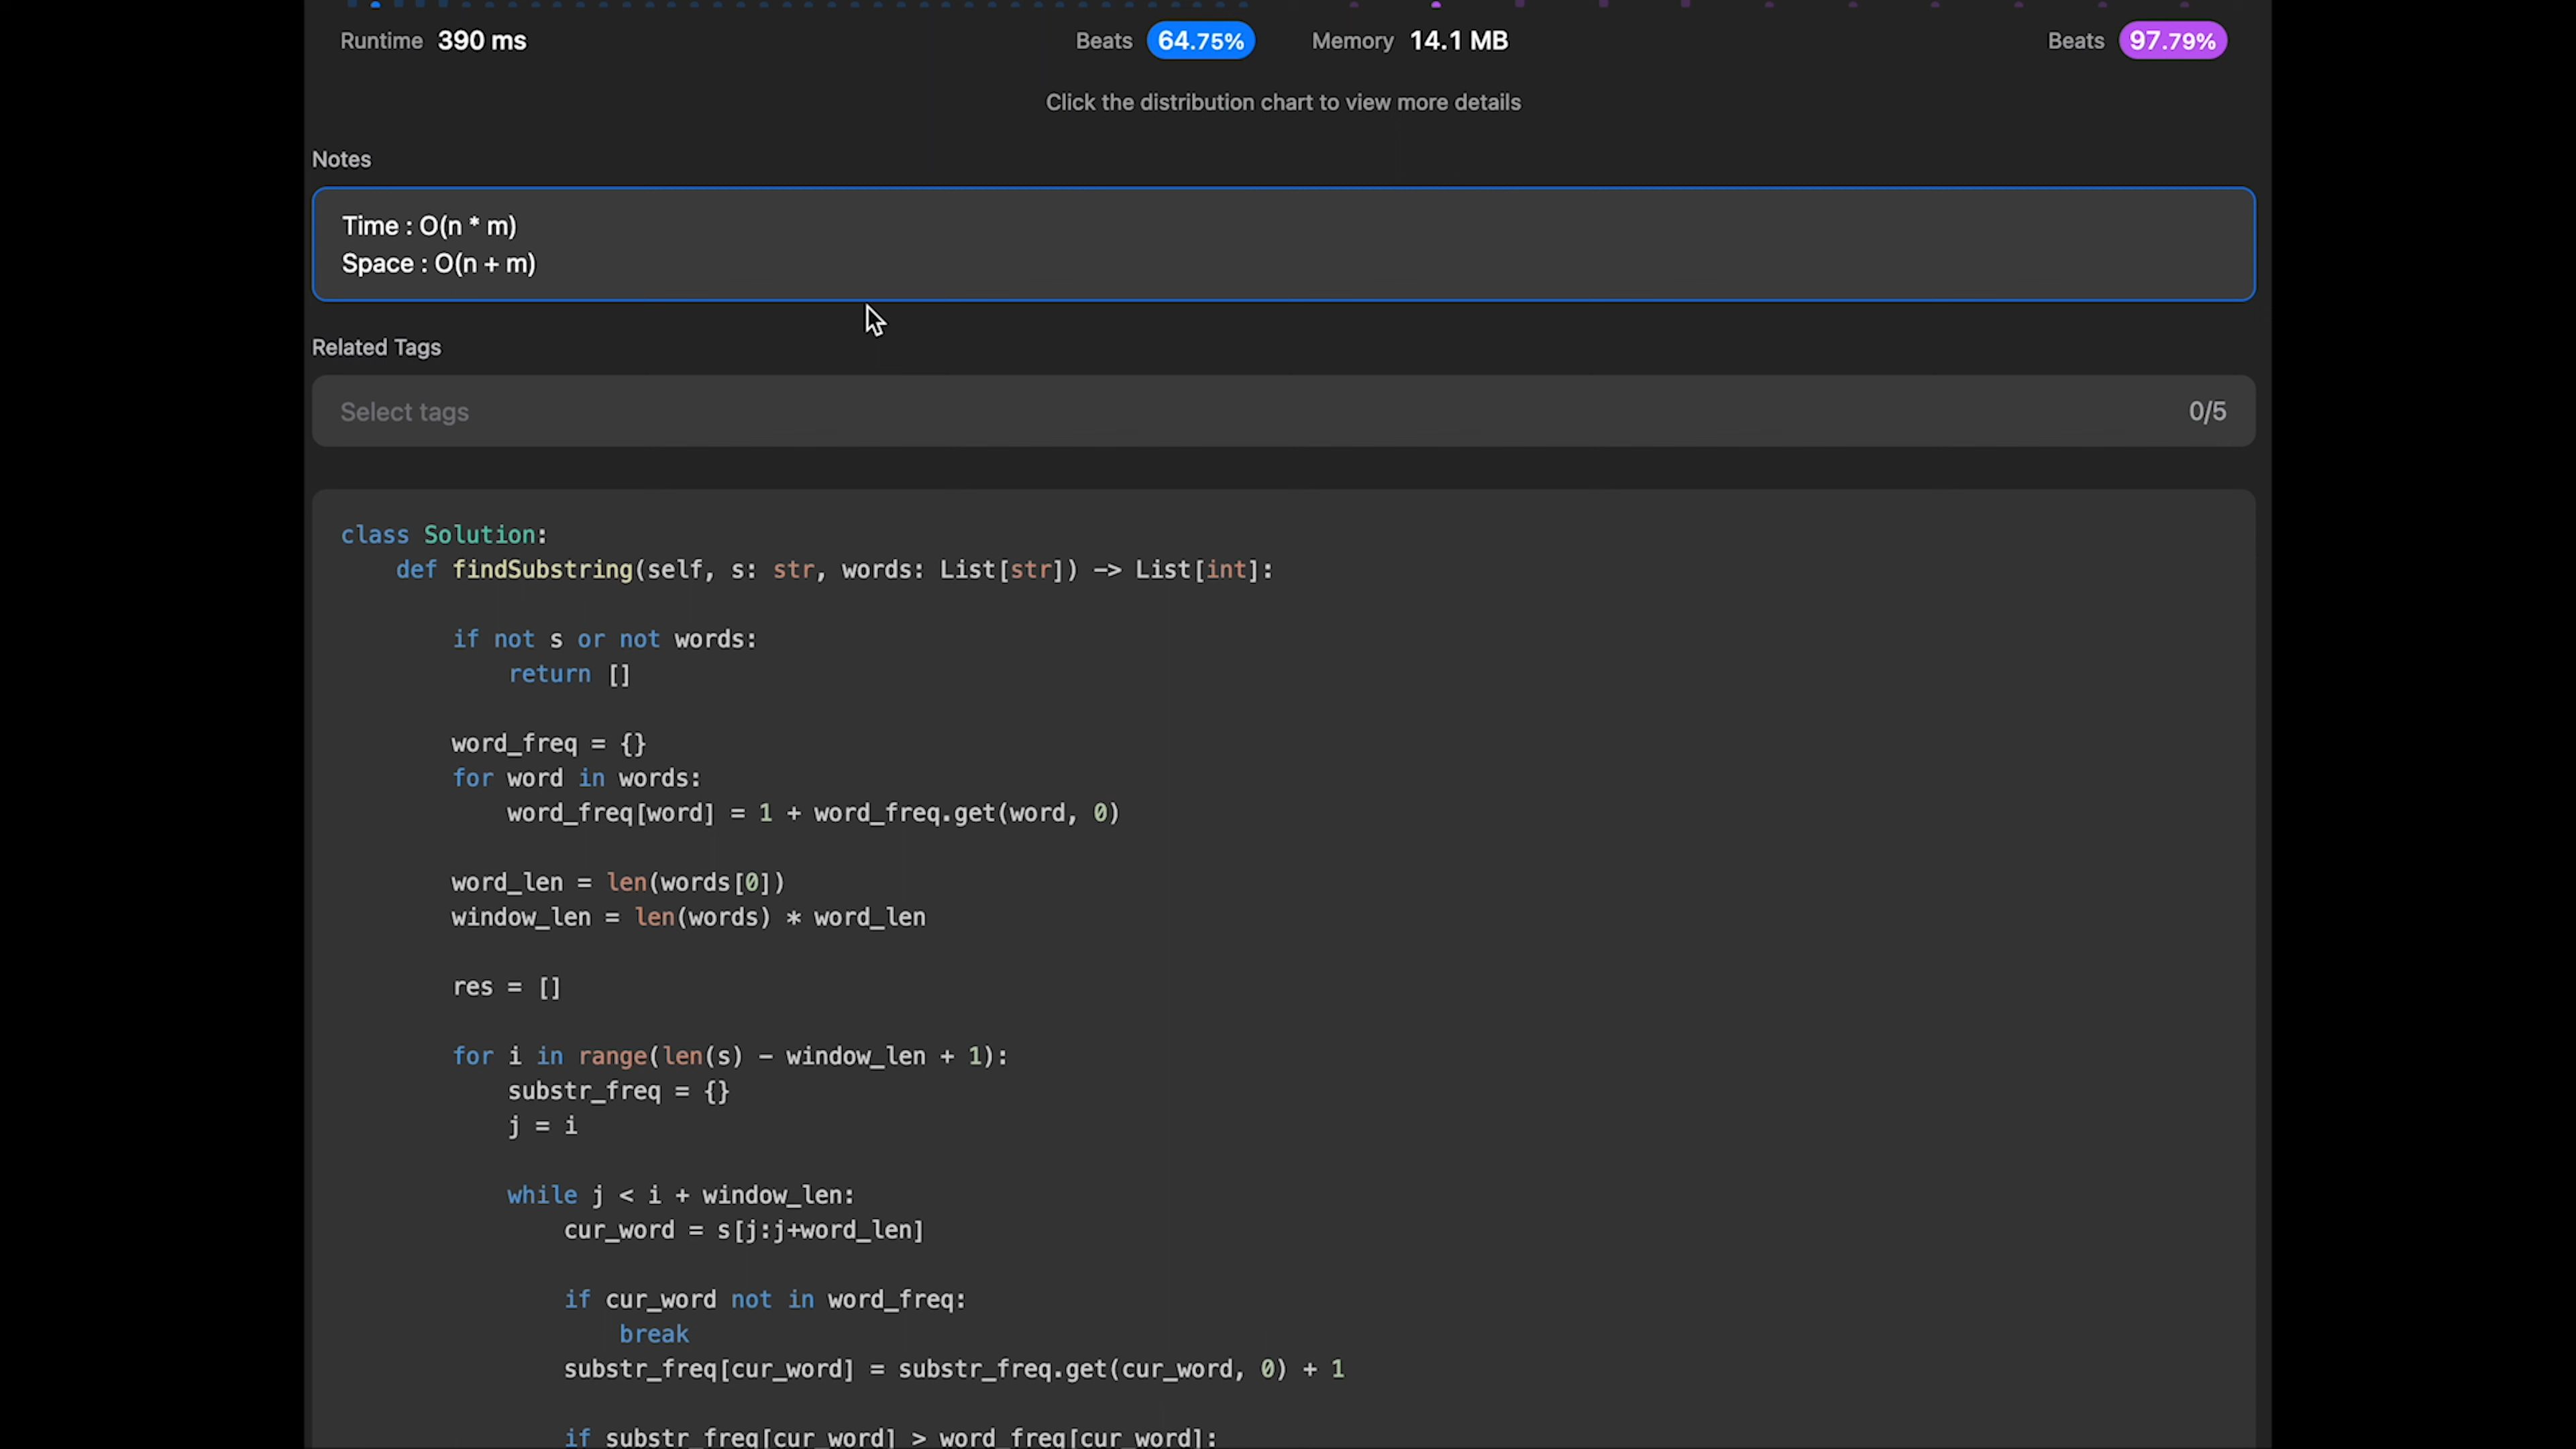 Runtime 390 ms Beats 64.75% Memory 14.1 MB Beats 97.79%
Click the distribution chart to view more details
Notes
Time : O(n * m)
Space : O(n + m)
Related Tags
Select tags 0/5
class Solution:
    def findSubstring(self, s: str, words: List[str]) -> List[int]:
        if not s or not words:
            return []
        word_freq = {}
        for word in words:
            word_freq[word] = 1 + word_freq.get(word, 0)
        word_len = len(words[0])
        window_len = len(words) * word_len
        res = []
        for i in range(len(s) - window_len + 1):
            substr_freq = {}
            j = i
            while j < i + window_len:
                cur_word = s[j:j+word_len]
                if cur_word not in word_freq:
                    break
                substr_freq[cur_word] = substr_freq.get(cur_word, 0) + 1
                if substr_freq[cur_word] > word_freq[cur_word]: